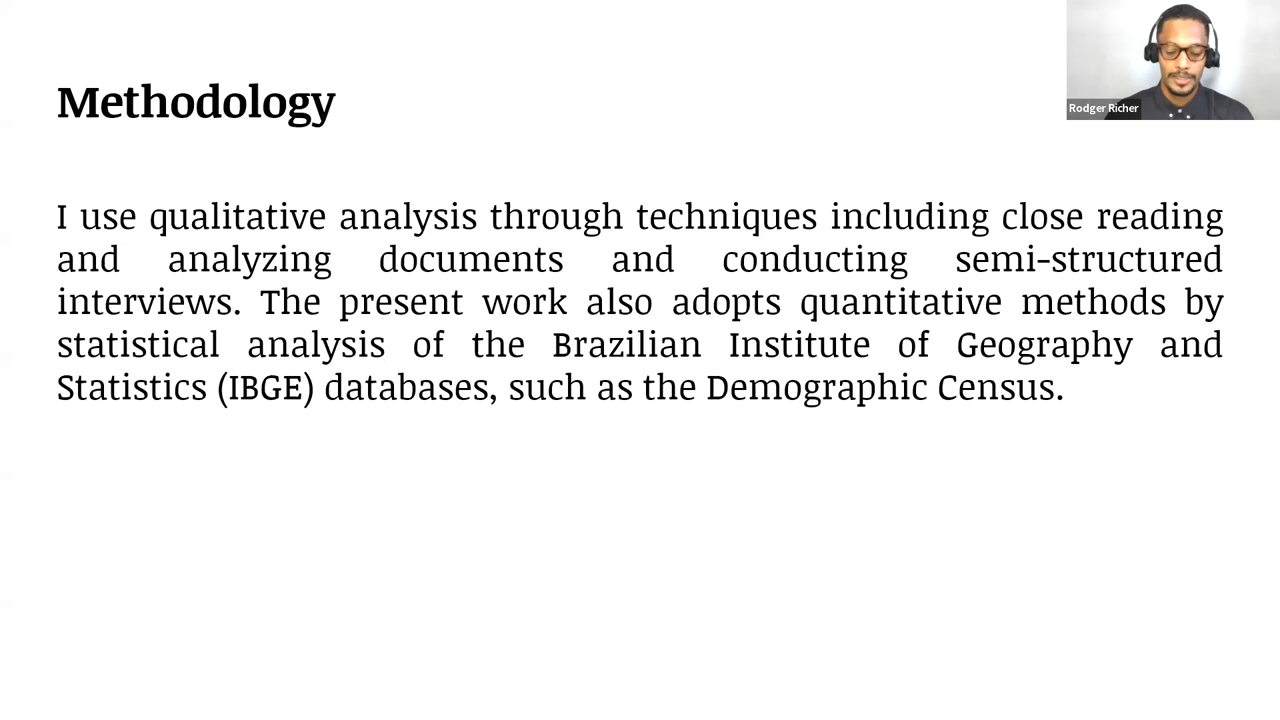 Methodology
Rodger Richer
I use qualitative analysis through techniques including close reading
and analyzing documents and conducting semi-structured
interviews. The present work also adopts quantitative methods by
statistical analysis of the Brazilian Institute of Geography and
Statistics (IBGE) databases, such as the Demographic Census.